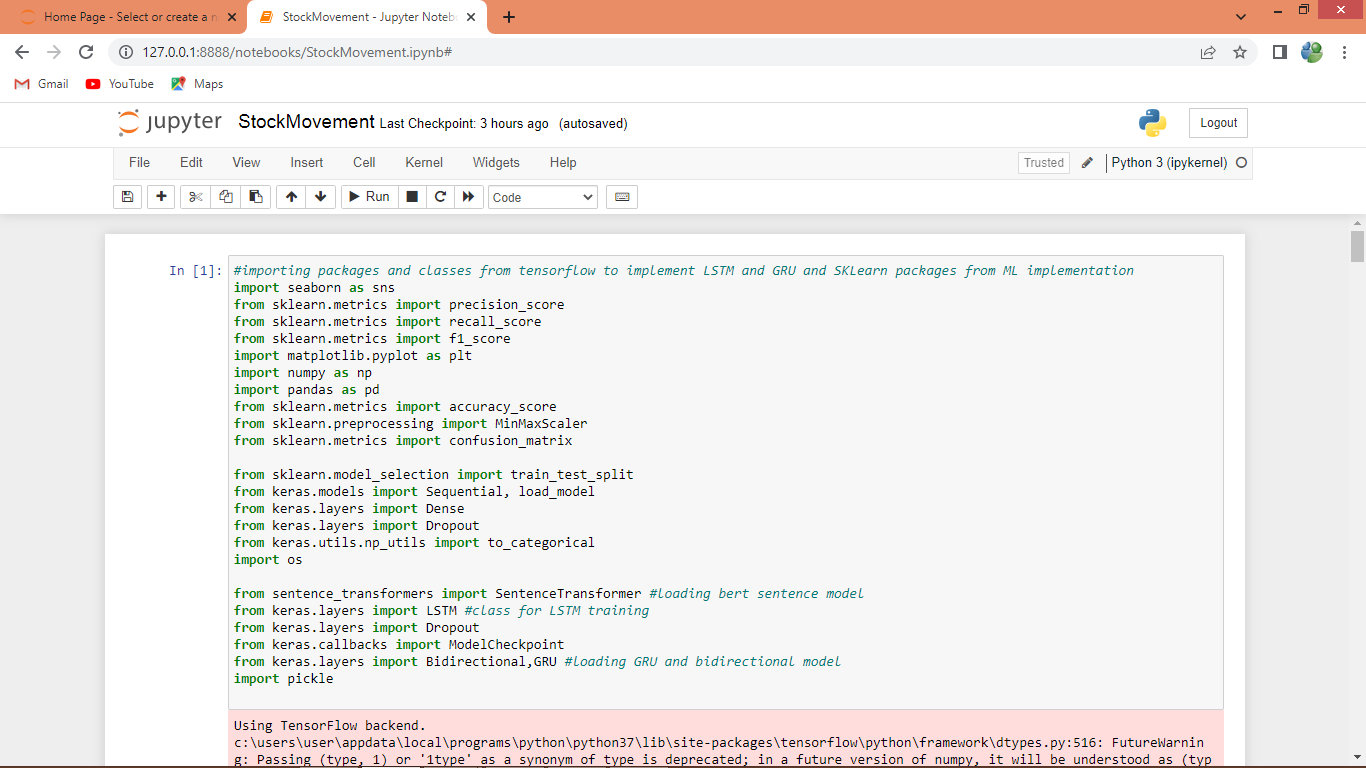 Home Page - Select or create a n
StockMovement - Jupyter Noteb
127.0.0.1:8888/notebooks/StockMovement.ipynb#
Gmail
YouTube
Maps
jupyter StockMovement Last Checkpoint: 3 hours ago (autosaved)
Logout
File Edit View Insert Cell Kernel Widgets Help
Trusted
Python 3 (ipykernel)
Run
Code
In [1]:
#importing packages and classes from tensorflow to implement LSTM and GRU and SKLearn packages from ML implementation
import seaborn as sns
from sklearn.metrics import precision_score
from sklearn.metrics import recall_score
from sklearn.metrics import f1_score
import matplotlib.pyplot as plt
import numpy as np
import pandas as pd
from sklearn.metrics import accuracy_score
from sklearn.preprocessing import MinMaxScaler
from sklearn.metrics import confusion_matrix

from sklearn.model_selection import train_test_split
from keras.models import Sequential, load_model
from keras.layers import Dense
from keras.layers import Dropout
from keras.utils.np_utils import to_categorical
import os

from sentence_transformers import SentenceTransformer #loading bert sentence model
from keras.layers import LSTM #class for LSTM training
from keras.layers import Dropout
from keras.callbacks import ModelCheckpoint
from keras.layers import Bidirectional,GRU #loading GRU and bidirectional model
import pickle

Using TensorFlow backend.
c:\users\user\appdata\local\programs\python\python37\lib\site-packages\tensorflow\python\framework\dtypes.py:516: FutureWarnin
g: Passing (type, 1) or '1type' as a synonym of type is deprecated; in a future version of numpy, it will be understood as (typ